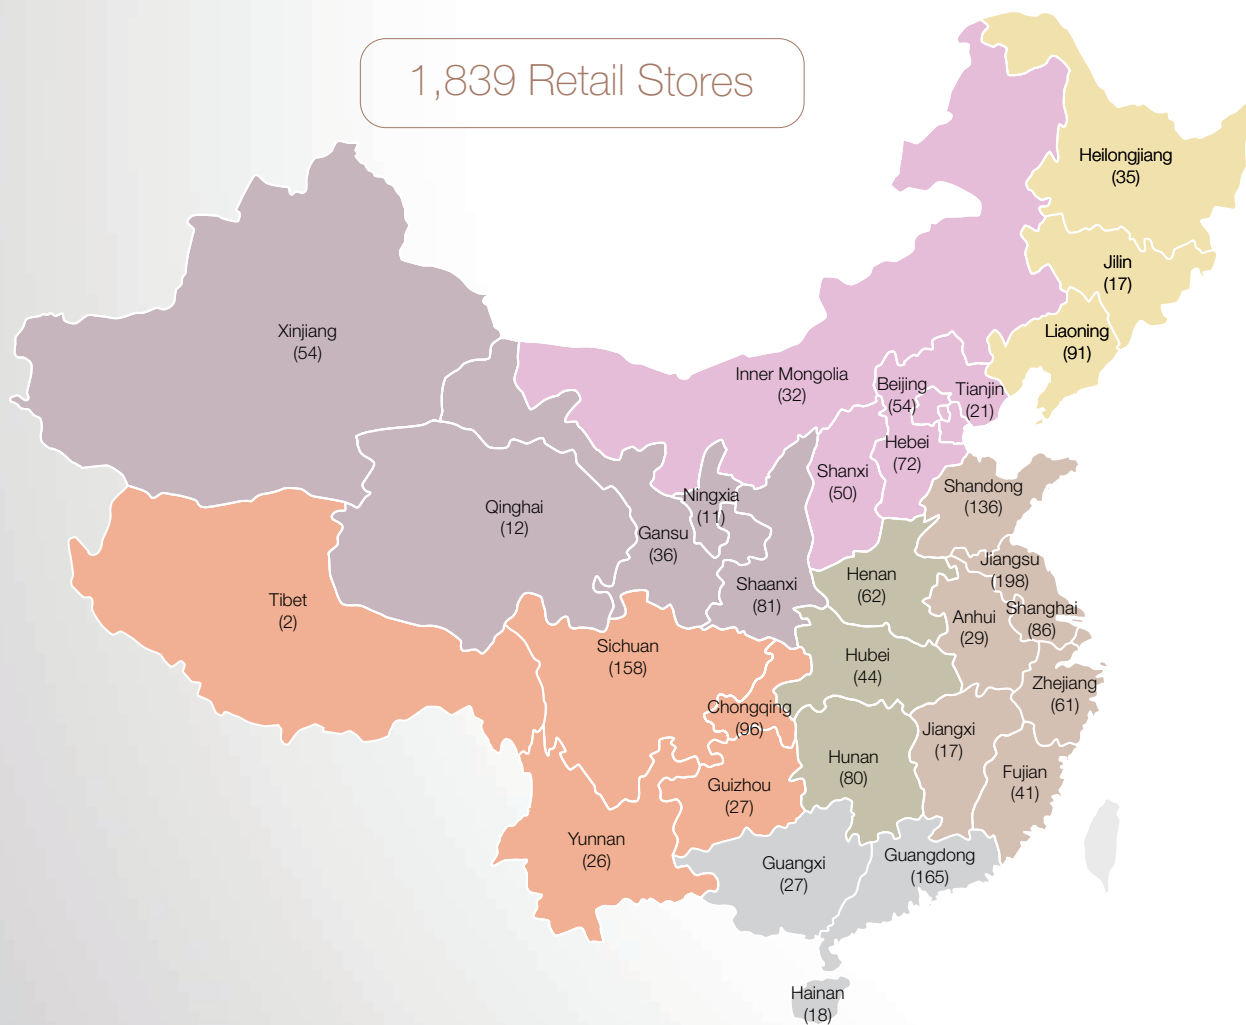 1,839 Retail Stores
Heilongjiang
(35)
Jilin
(17)
Liaoning
(91)
Xinjiang
(54)
Inner Mongolia
(32)
Beijing
(54)
Tianjin
(21)
Hebei
(72)
Shanxi
(50)
Shandong
(136)
Qinghai
(12)
Ningxia
(11)
Gansu
(36)
Shaanxi
(81)
Henan
(62)
Jiangsu
(198)
Anhui
(29)
Shanghai
(86)
Tibet
(2)
Sichuan
(158)
Hubei
(44)
Zhejiang
(61)
Chongqing
(96)
Jiangxi
(17)
Hunan
(80)
Fujian
(41)
Guizhou
(27)
Yunnan
(26)
Guangxi
(27)
Guangdong
(165)
Hainan
(18)